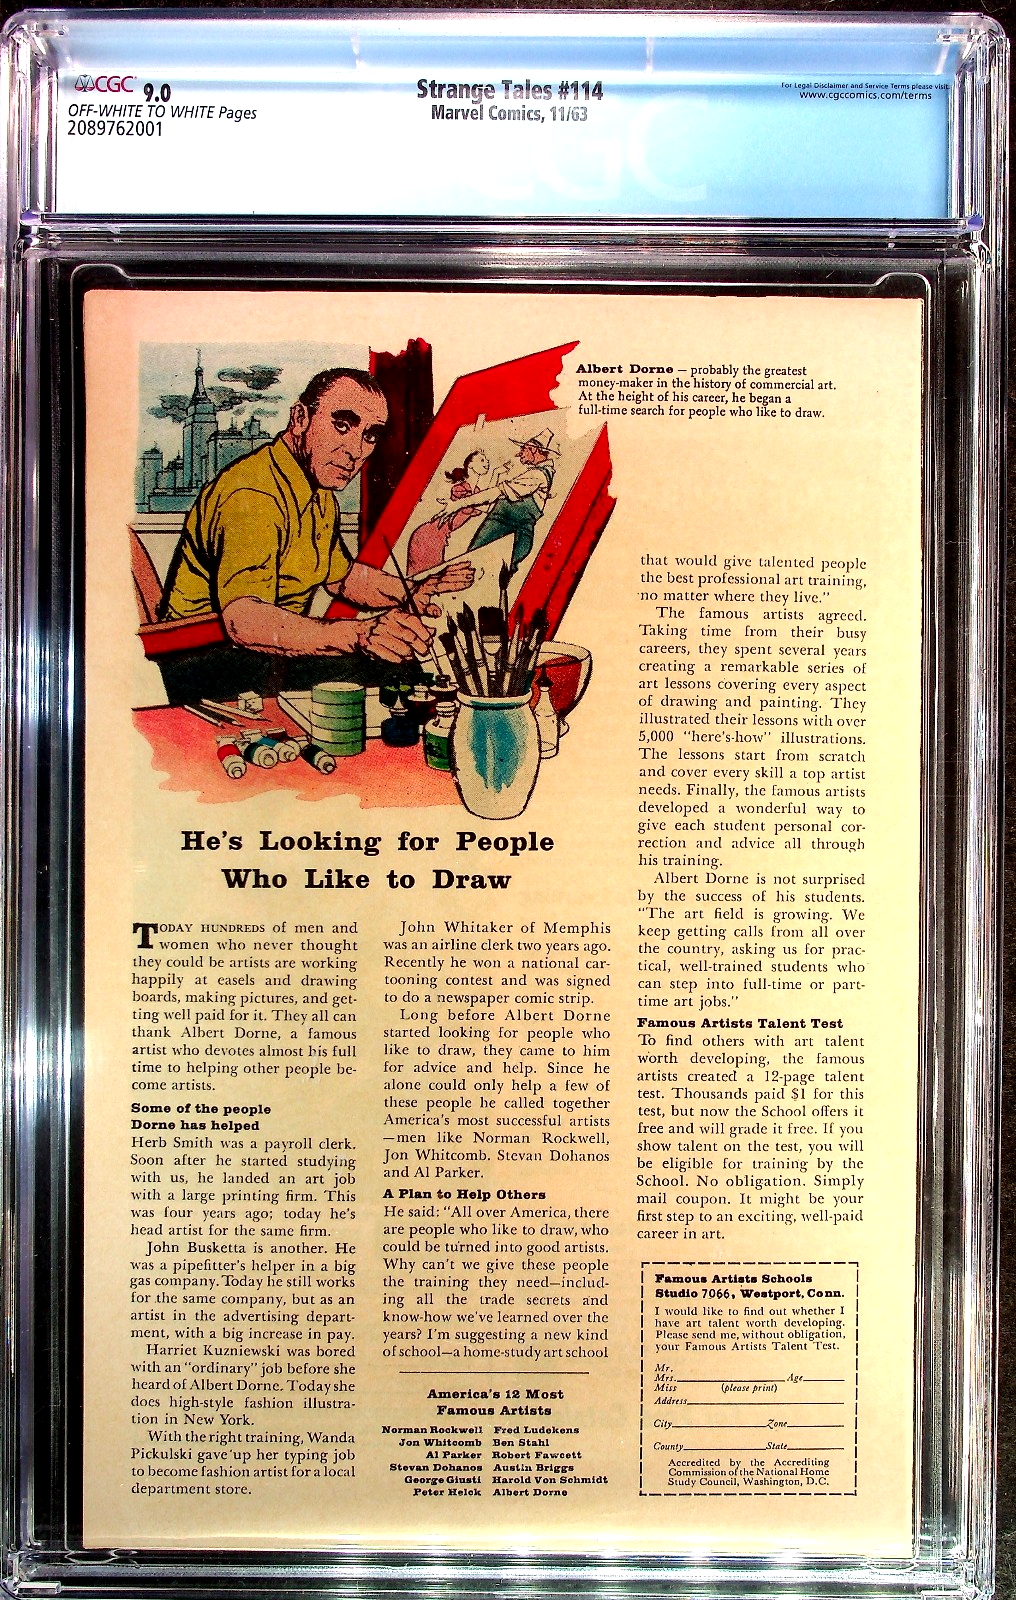 CGC 9.0
OFF-WHITE TO WHITE Pages
2089762001
Strange Tales #114
Marvel Comics, 11/63
For Legal Disclaimer and Service Terms please visit
www.cgccomics.com/terms
CGC
Albert Dorne — probably the greatest
money-maker in the history of commercial art.
At the height of his career, he began a
full-time search for people who like to draw.
He's Looking for People
Who Like to Draw
TODAY HUNDREDS of men and
women who never thought
they could be artists are working
happily at easels and drawing
boards, making pictures, and get-
ting well paid for it. They all can
thank Albert Dorne, a famous
artist who devotes almost his full
time to helping other people be-
come artists.
Some of the people
Dorne has helped
Herb Smith was a payroll clerk.
Soon after he started studying
with us, he landed an art job
with a large printing firm. This
was four years ago; today he's
head artist for the same firm.
John Busketta is another. He
was a pipefitter's helper in a big
gas company. Today he still works
for the same company, but as an
artist in the advertising depart-
ment, with a big increase in pay.
Harriet Kuzniewski was bored
with an "ordinary" job before she
heard of Albert Dorne. Today she
does high-style fashion illustra-
tion in New York.
With the right training, Wanda
Pickulski gave up her typing job
to become fashion artist for a local
department store.
John Whitaker of Memphis
was an airline clerk two years ago.
Recently he won a national car-
tooning contest and was signed
to do a newspaper comic strip.
Long before Albert Dorne
started looking for people who
like to draw, they came to him
for advice and help. Since he
alone could only help a few of
these people he called together
America's most successful artists
—men like Norman Rockwell,
Jon Whitcomb, Stevan Dohanos
and Al Parker.
A Plan to Help Others
He said: "All over America, there
are people who like to draw, who
could be turned into good artists.
Why can't we give these people
the training they need—includ-
ing all the trade secrets and
know-how we've learned over the
years? I'm suggesting a new kind
of school—a home-study art school
America's 12 Most
Famous Artists
Norman Rockwell Fred Ludekens
Jon Whitcomb Ben Stahl
Al Parker Robert Fawcett
Stevan Dohanos Austin Briggs
George Giusti Harold Von Schmidt
Peter Helck Albert Dorne
that would give talented people
the best professional art training,
no matter where they live."
The famous artists agreed.
Taking time from their busy
careers, they spent several years
creating a remarkable series of
art lessons covering every aspect
of drawing and painting. They
illustrated their lessons with over
5,000 "here's-how" illustrations.
The lessons start from scratch
and cover every skill a top artist
needs. Finally, the famous artists
developed a wonderful way to
give each student personal cor-
rection and advice all through
his training.
Albert Dorne is not surprised
by the success of his students.
"The art field is growing. We
keep getting calls from all over
the country, asking us for prac-
tical, well-trained students who
can step into full-time or part-
time art jobs."
Famous Artists Talent Test
To find others with art talent
worth developing, the famous
artists created a 12-page talent
test. Thousands paid $1 for this
test, but now the School offers it
free and will grade it free. If you
show talent on the test, you will
be eligible for training by the
School. No obligation. Simply
mail coupon. It might be your
first step to an exciting, well-paid
career in art.
Famous Artists Schools
Studio 7066, Westport, Conn.
I would like to find out whether I
have art talent worth developing.
Please send me, without obligation,
your Famous Artists Talent Test.
Mr.
Mrs. Age
Miss (please print)
Address
City Zone
County State
Accredited by the Accrediting
Commission of the National Home
Study Council, Washington, D.C.